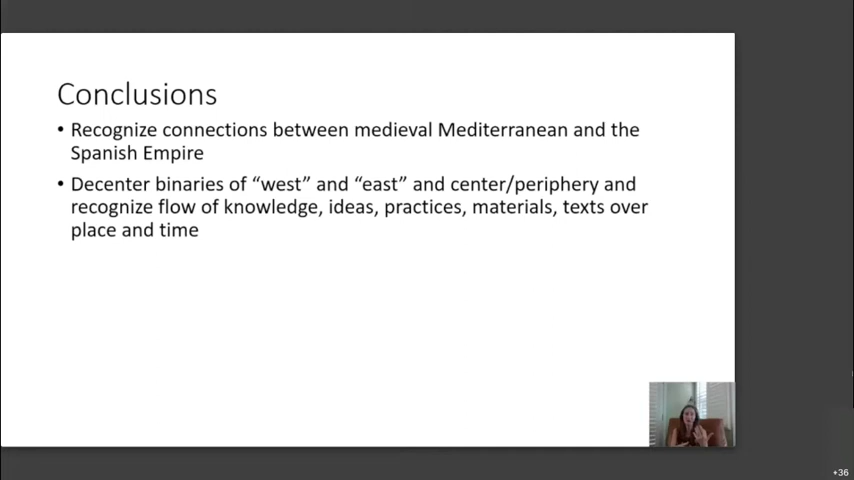 Conclusions
• Recognize connections between medieval Mediterranean and the
Spanish Empire
• Decenter binaries of “west” and “east” and center/periphery and
recognize flow of knowledge, ideas, practices, materials, texts over
place and time
+36